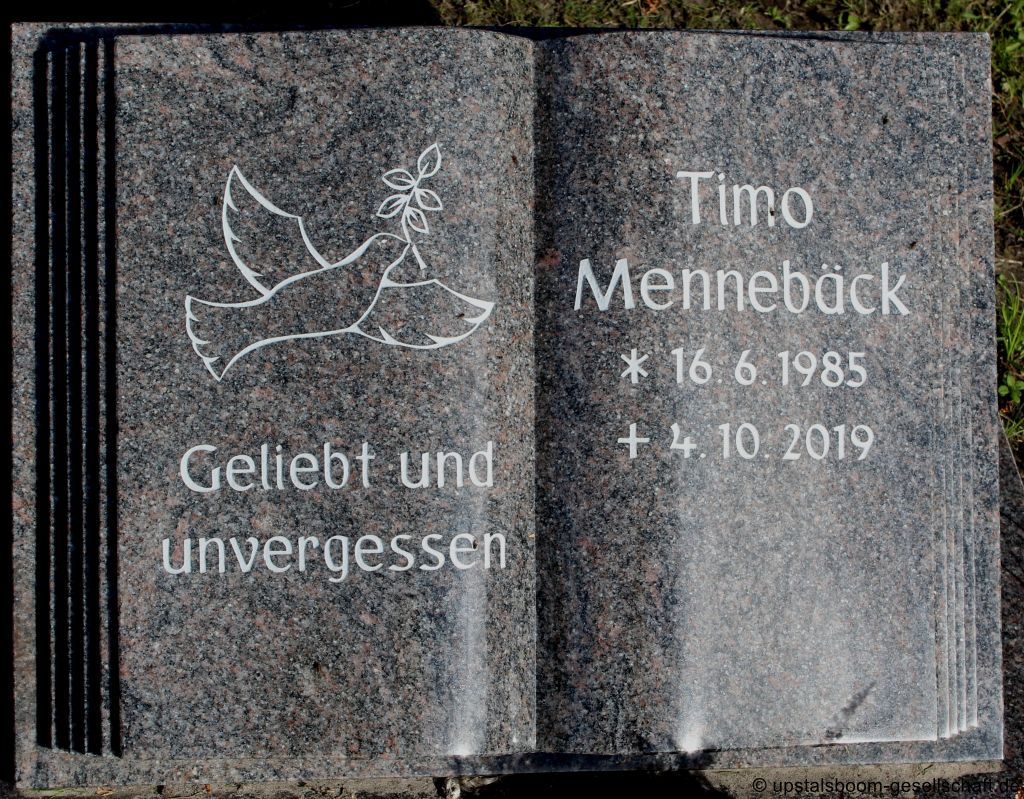 Geliebt und
unvergessen
Timo
Mennebäck
* 16. 6. 1985
+ 4. 10. 2019
© upstalsboom-gesellschaft.de